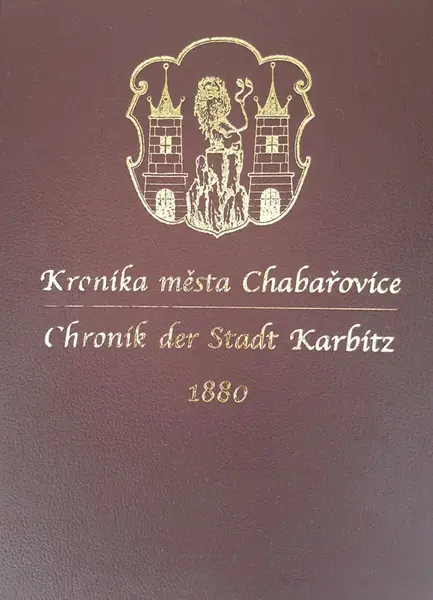 Kronika města Chabařovice
Chronik der Stadt Karbitz
1880